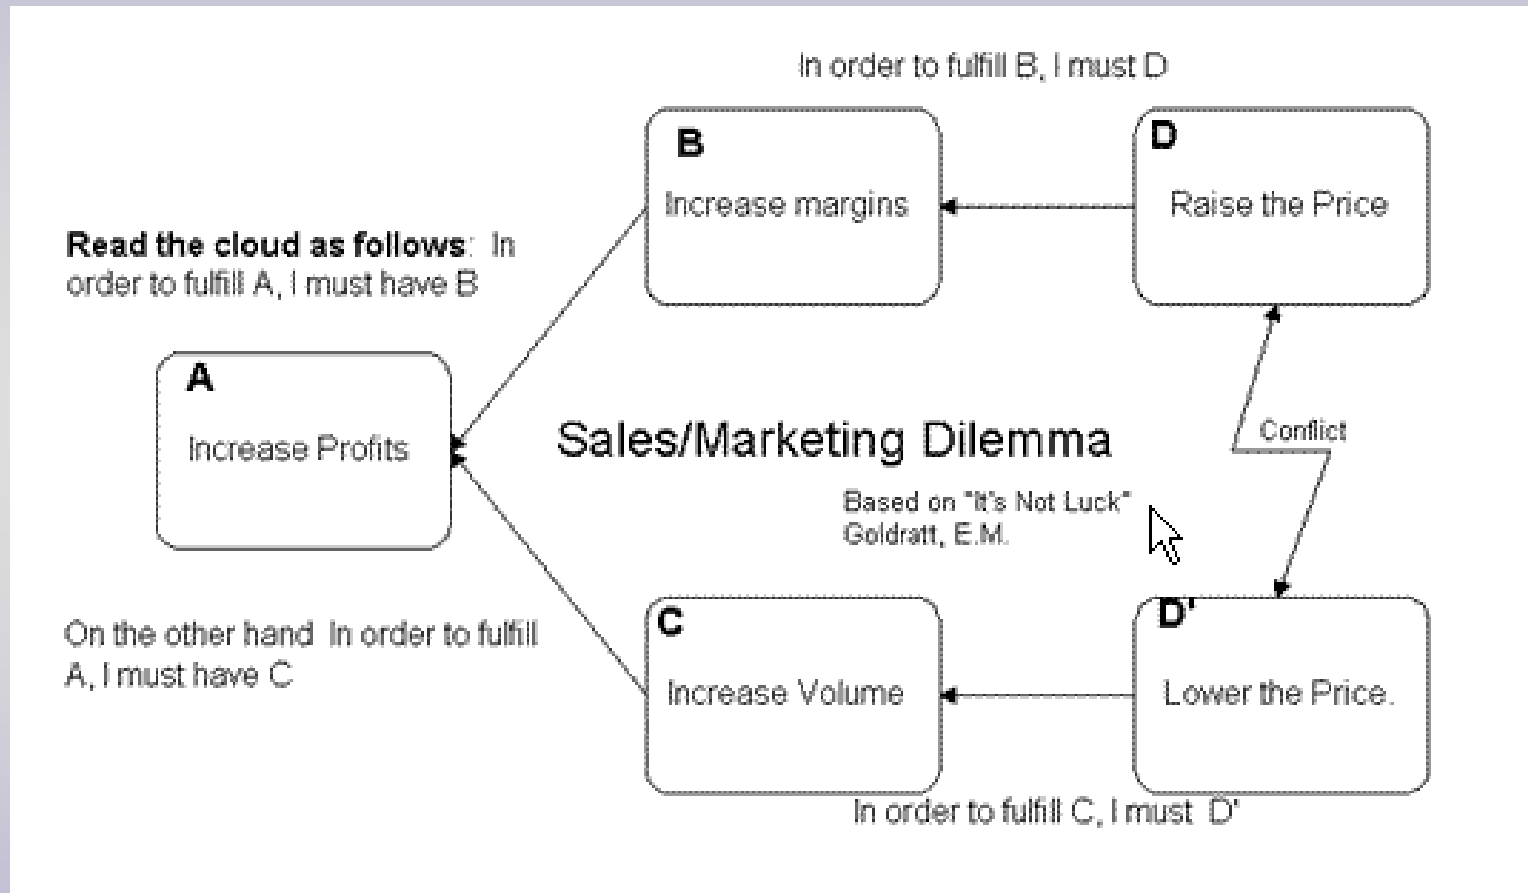 In order to fulfill B, I must D
B
Increase margins
D
Raise the Price
Read the cloud as follows: In
order to fulfill A, I must have B
A
Increase Profits
Sales/Marketing Dilemma
Conflict
Based on "It's Not Luck"
Goldratt, E.M.
On the other hand In order to fulfill
A, I must have C
C
Increase Volume
D'
Lower the Price.
In order to fulfill C, I must D'